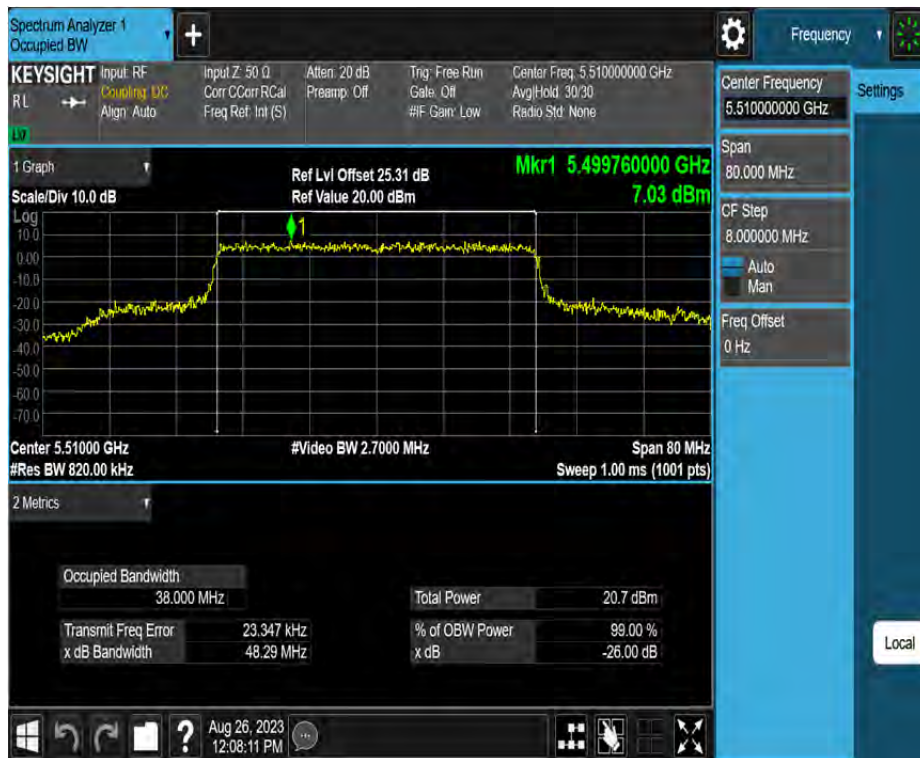 Spectrum Analyzer 1
Occupied BW
+
Frequency
KEYSIGHT
RL
Input: RF
Coupling: DC
Align: Auto
Input Z: 50 Ω
Corr CCorr RCal
Freq Ref: Int (S)
Atten: 20 dB
Preamp: Off
Trig: Free Run
Gate: Off
#IF Gain: Low
Center Freq: 5.510000000 GHz
Avg|Hold: 30/30
Radio Std: None
Center Frequency
5.510000000 GHz
Settings
Span
80.000 MHz
CF Step
8.000000 MHz
Auto
Man
Freq Offset
0 Hz
1 Graph
Scale/Div 10.0 dB
Ref Lvl Offset 25.31 dB
Ref Value 20.00 dBm
Mkr1 5.499760000 GHz
7.03 dBm
Log
10.0
0.00
-10.0
-20.0
-30.0
-40.0
-50.0
-60.0
-70.0
1
Center 5.51000 GHz
#Video BW 2.7000 MHz
Span 80 MHz
#Res BW 820.00 kHz
Sweep 1.00 ms (1001 pts)
2 Metrics
Occupied Bandwidth
38.000 MHz
Total Power 20.7 dBm
Transmit Freq Error 23.347 kHz
% of OBW Power 99.00 %
x dB Bandwidth 48.29 MHz
x dB -26.00 dB
Local
?
Aug 26, 2023
12:08:11 PM